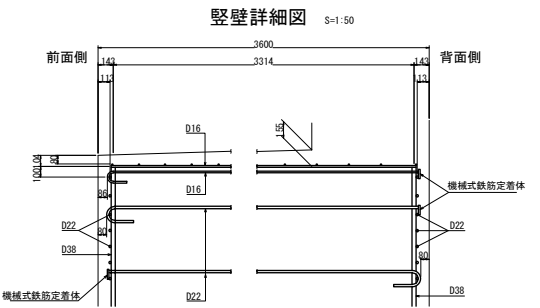 竪壁詳細図 S=1:50
3600
前面側 背面側
143 3314 143
113 113
D16
155
80
104
100
D16
機械式鉄筋定着体
86
D22 D22
80
D38
80
機械式鉄筋定着体
D22
D38